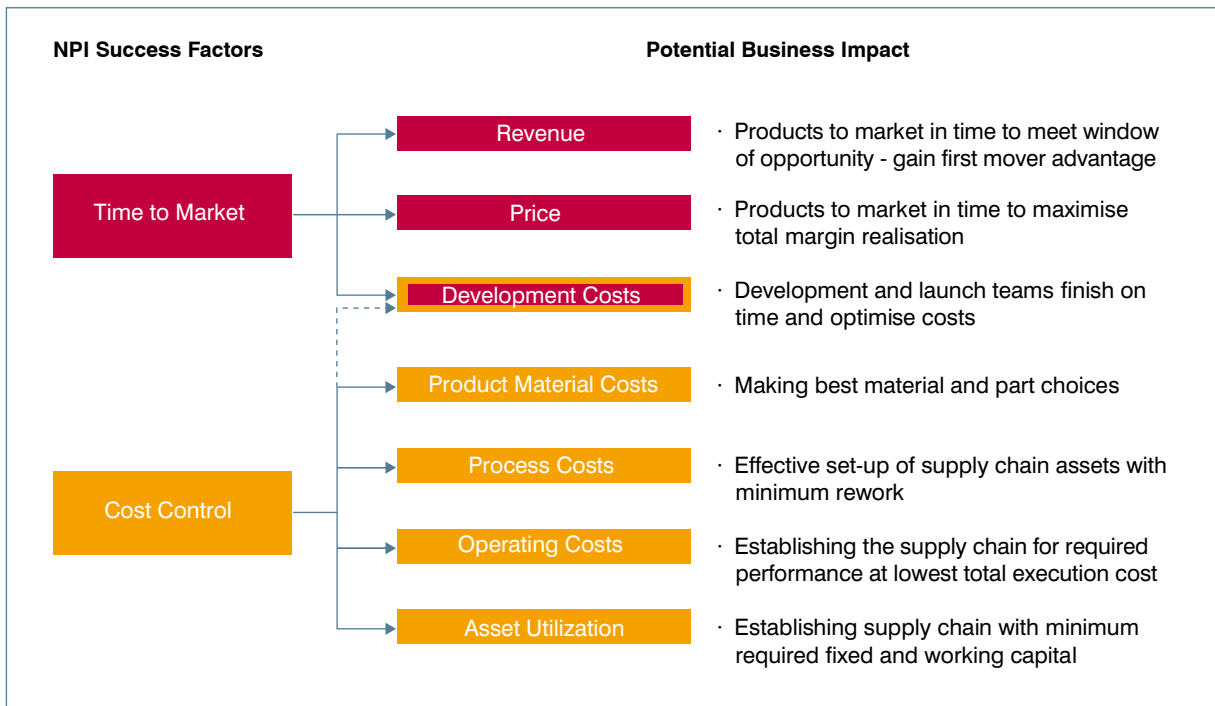 NPI Success Factors
Potential Business Impact
Time to Market
Revenue
· Products to market in time to meet window
of opportunity - gain first mover advantage
Price
· Products to market in time to maximise
total margin realisation
Development Costs
· Development and launch teams finish on
time and optimise costs
Cost Control
Product Material Costs
· Making best material and part choices
Process Costs
· Effective set-up of supply chain assets with
minimum rework
Operating Costs
· Establishing the supply chain for required
performance at lowest total execution cost
Asset Utilization
· Establishing supply chain with minimum
required fixed and working capital